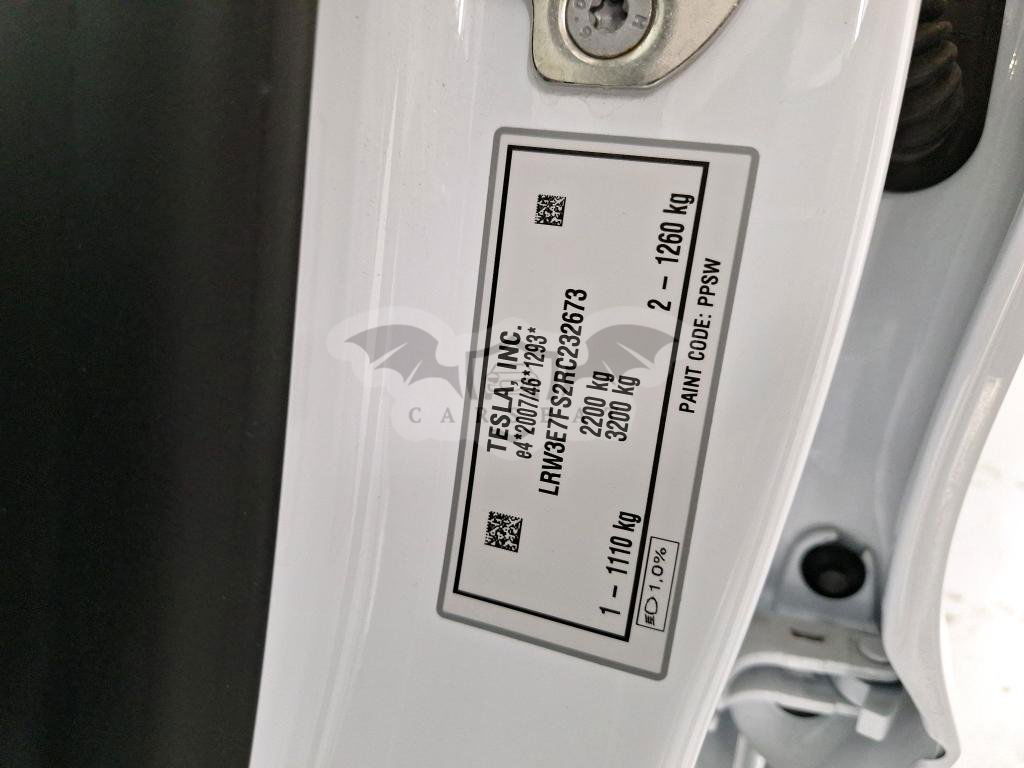 TESLA, INC.
e4*2007/46*1293*
LRW3E7FS2RC232673
2200 kg
3200 kg
1 – 1110 kg
2 – 1260 kg
1,0%
PAINT CODE: PPSW